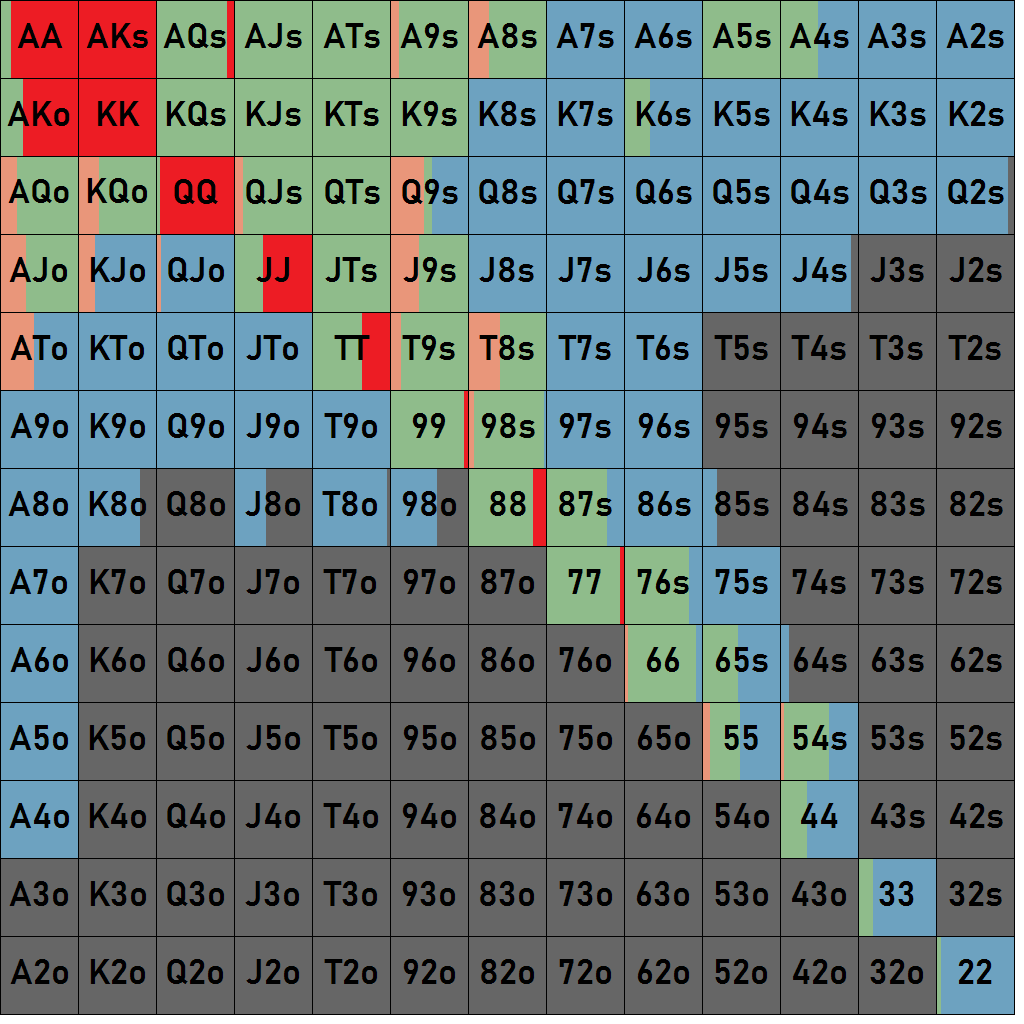 AA AKs AQs AJs ATs A9s A8s A7s A6s A5s A4s A3s A2s
AKo KK KQs KJs KTs K9s K8s K7s K6s K5s K4s K3s K2s
AQo KQo QQ QJs QTs Q9s Q8s Q7s Q6s Q5s Q4s Q3s Q2s
AJo KJo QJo JJ JTs J9s J8s J7s J6s J5s J4s J3s J2s
ATo KTo QTo JTo TT T9s T8s T7s T6s T5s T4s T3s T2s
A9o K9o Q9o J9o T9o 99 98s 97s 96s 95s 94s 93s 92s
A8o K8o Q8o J8o T8o 98o 88 87s 86s 85s 84s 83s 82s
A7o K7o Q7o J7o T7o 97o 87o 77 76s 75s 74s 73s 72s
A6o K6o Q6o J6o T6o 96o 86o 76o 66 65s 64s 63s 62s
A5o K5o Q5o J5o T5o 95o 85o 75o 65o 55 54s 53s 52s
A4o K4o Q4o J4o T4o 94o 84o 74o 64o 54o 44 43s 42s
A3o K3o Q3o J3o T3o 93o 83o 73o 63o 53o 43o 33 32s
A2o K2o Q2o J2o T2o 92o 82o 72o 62o 52o 42o 32o 22